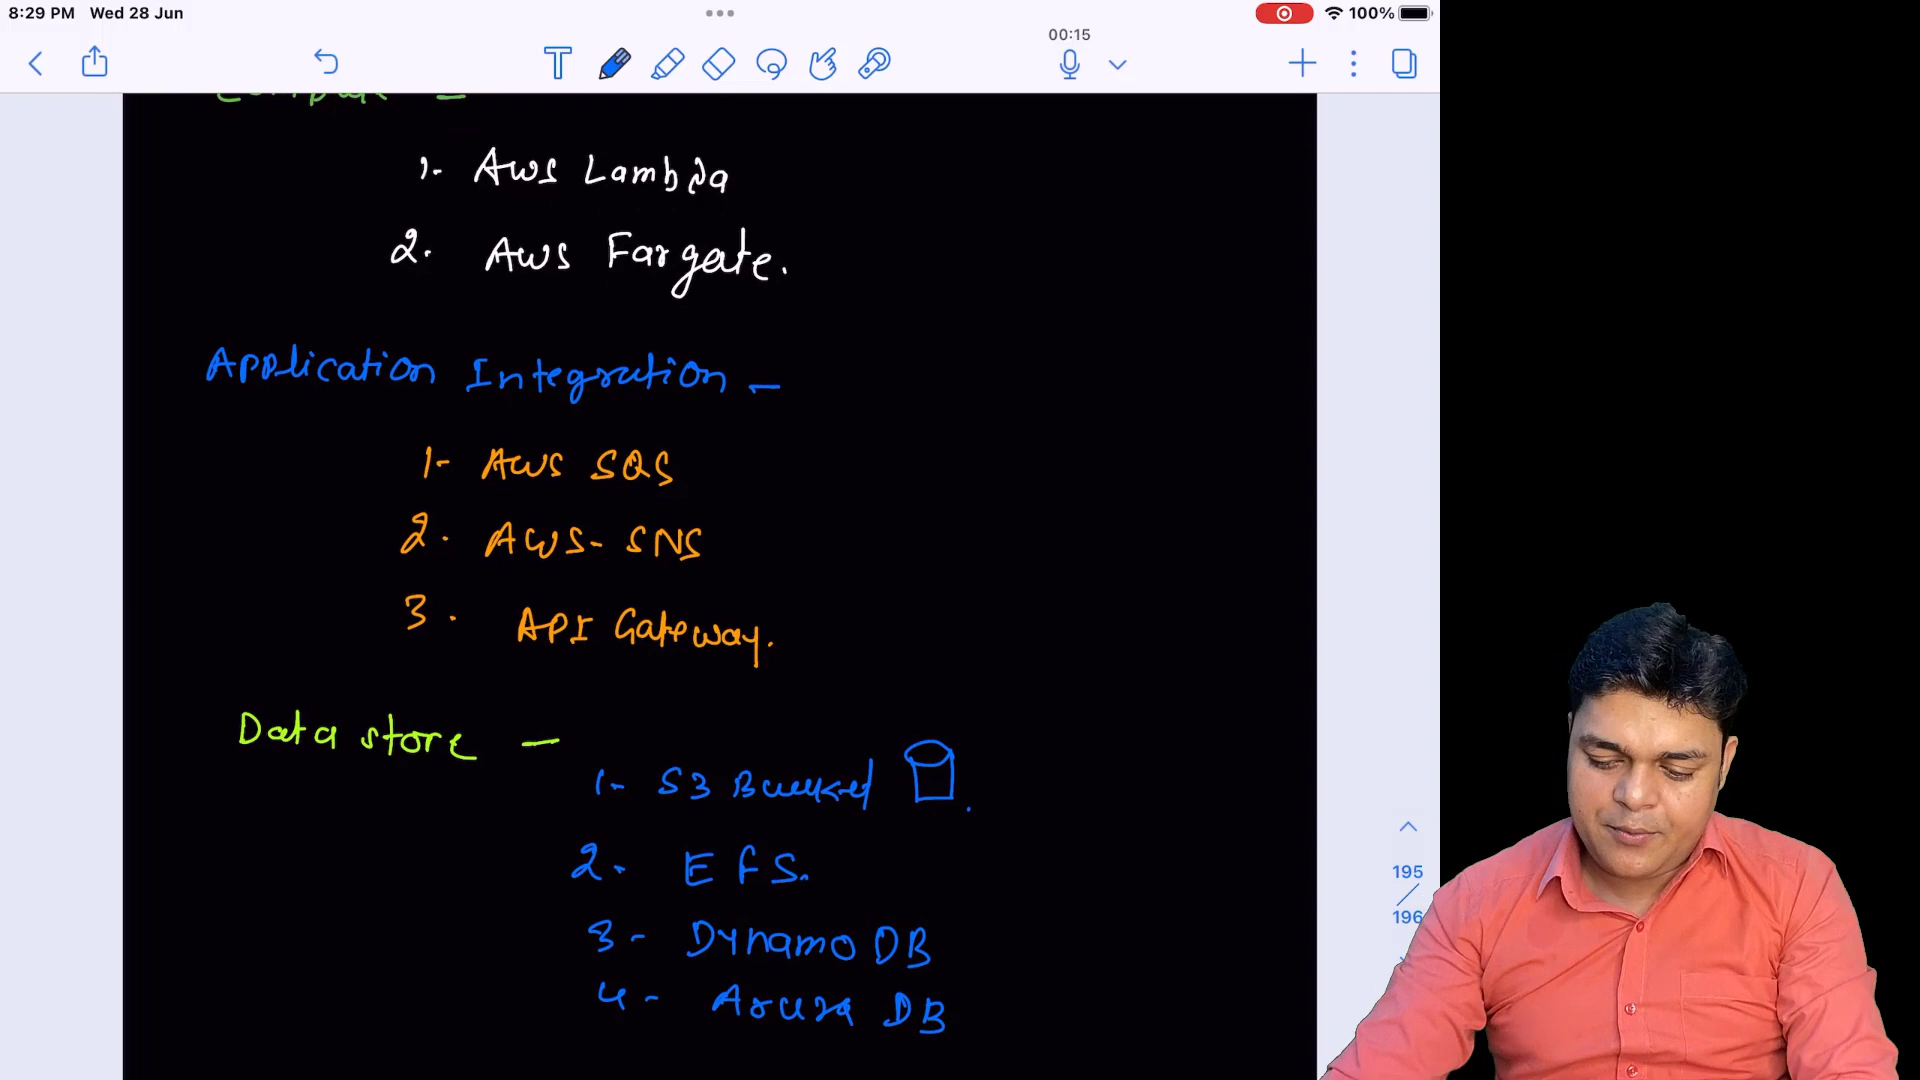 8:29 PM Wed 28 Jun
100%
00:15
T
1- AWS Lambda
2. AWS Fargate.
Application Integration -
1- AWS SQS
2. AWS- SNS
3. API Gateway.
Data store -
1- S3 Bucket
2. EFS.
3- Dynamo DB
4-
DB
195
196